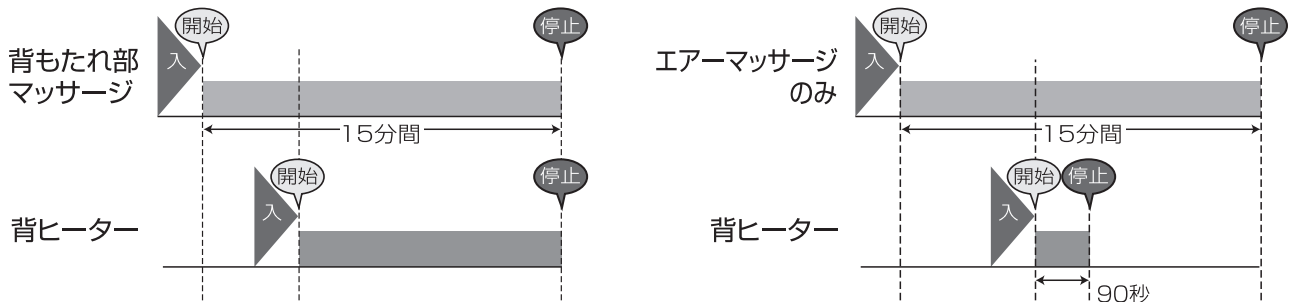 開始
停止
入
背もたれ部
マッサージ
15分間
開始
停止
入
背ヒーター
開始
停止
入
エアーマッサージ
のみ
15分間
開始
停止
入
背ヒーター
90秒